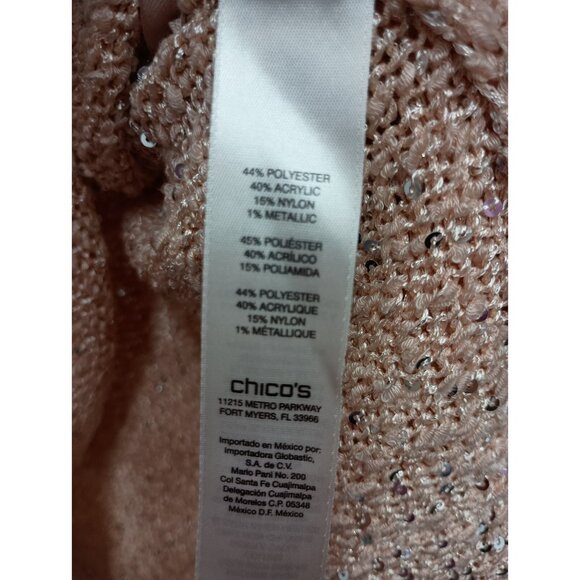 44% POLYESTER
40% ACRYLIC
15% NYLON
1% METALLIC
45% POLIÉSTER
40% ACRÍLICO
15% POLIAMIDA
44% POLYESTER
40% ACRYLIQUE
15% NYLON
1% MÉTALLIQUE
chico's
11215 METRO PARKWAY
FORT MYERS, FL 33966
Importado en México por:
Importadora Globastic,
S.A. de C.V.
Mario Pani No. 200
Col Santa Fe Cuajimalpa
Delegación Cuajimalpa
de Morelos C.P. 05348
México D.F. México